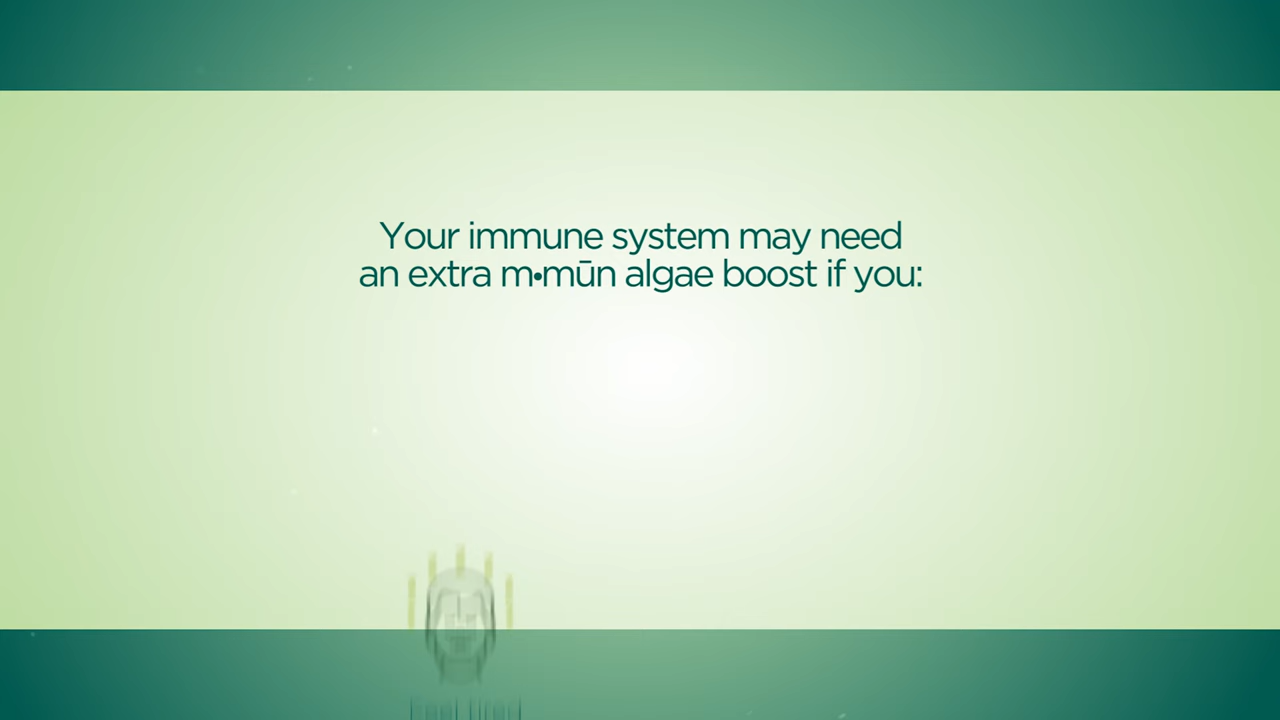 Your immune system may need
an extra m•mūn algae boost if you: